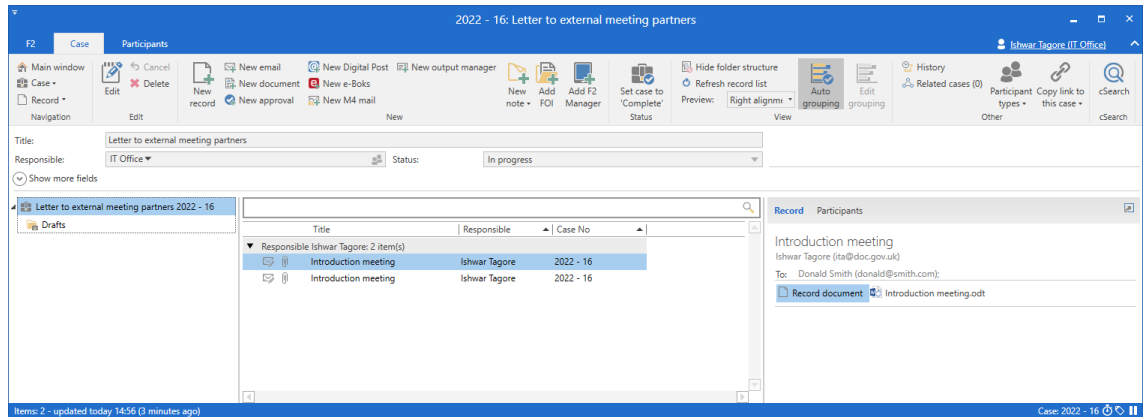 2022 - 16: Letter to external meeting partners
F2 Case Participants Ishwar Tagore (IT Office)
Main window
Case
Record
Navigation
Edit
Cancel
Delete
Edit
New record
New email
New document
New approval
New Digital Post
New e-Boks
New M4 mail
New output manager
New note
Add FOI
Add F2 Manager
New
Set case to 'Complete'
Status
Hide folder structure
Refresh record list
Preview: Right alignme
Auto grouping
Edit grouping
View
History
Related cases (0)
Participant types
Copy link to this case
Other
cSearch
cSearch
Title: Letter to external meeting partners
Responsible: IT Office Status: In progress
Show more fields
Letter to external meeting partners 2022 - 16
Drafts
Title Responsible Case No
Responsible Ishwar Tagore: 2 item(s)
Introduction meeting Ishwar Tagore 2022 - 16
Introduction meeting Ishwar Tagore 2022 - 16
Record Participants
Introduction meeting
Ishwar Tagore (ita@doc.gov.uk)
To: Donald Smith (donald@smith.com);
Record document Introduction meeting.odt
Items: 2 - updated today 14:56 (3 minutes ago) Case: 2022 - 16